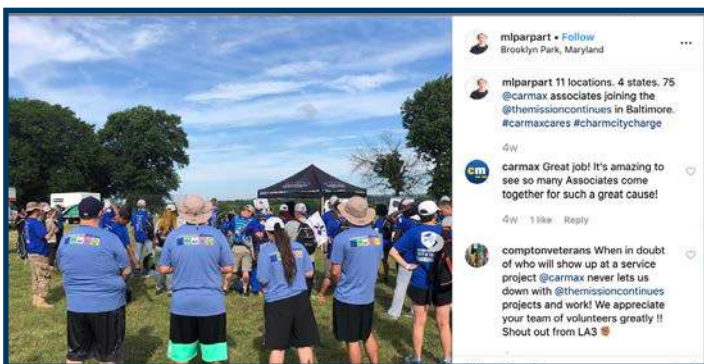 mlparpart • Follow
Brooklyn Park, Maryland
mlparpart 11 locations. 4 states. 75
@carmax associates joining the
@themissioncontinues in Baltimore.
#carmaxcares #charmcitycharge
4w
cm
carmax Great job! It's amazing to
see so many Associates come
together for such a great cause!
4w 1 like Reply
comptonveterans When in doubt
of who will show up at a service
project @carmax never lets us
down with @themissioncontinues
projects and work! We appreciate
your team of volunteers greatly !!
Shout out from LA3